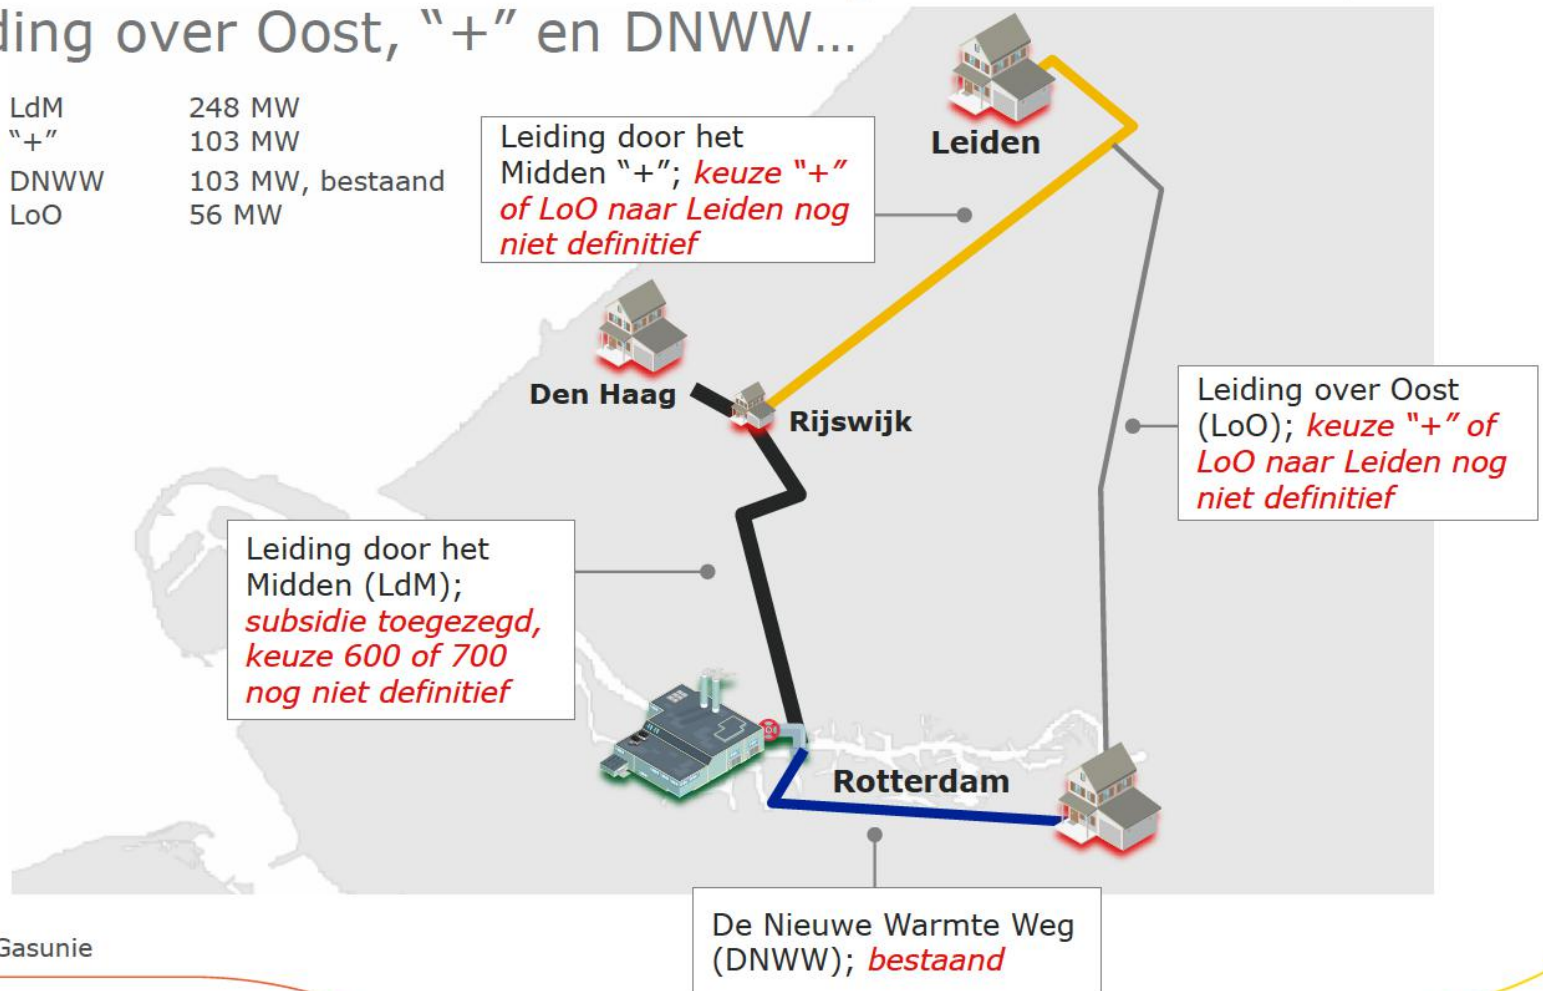 ding over Oost, “+” en DNWW...
LdM 248 MW
“+” 103 MW
DNWW 103 MW, bestaand
LoO 56 MW
Leiding door het
Midden “+”; keuze “+”
of LoO naar Leiden nog
niet definitief
Leiden
Den Haag
Rijswijk
Leiding over Oost
(LoO); keuze “+” of
LoO naar Leiden nog
niet definitief
Leiding door het
Midden (LdM);
subsidie toegezegd,
keuze 600 of 700
nog niet definitief
Rotterdam
De Nieuwe Warmte Weg
(DNWW); bestaand
Gasunie